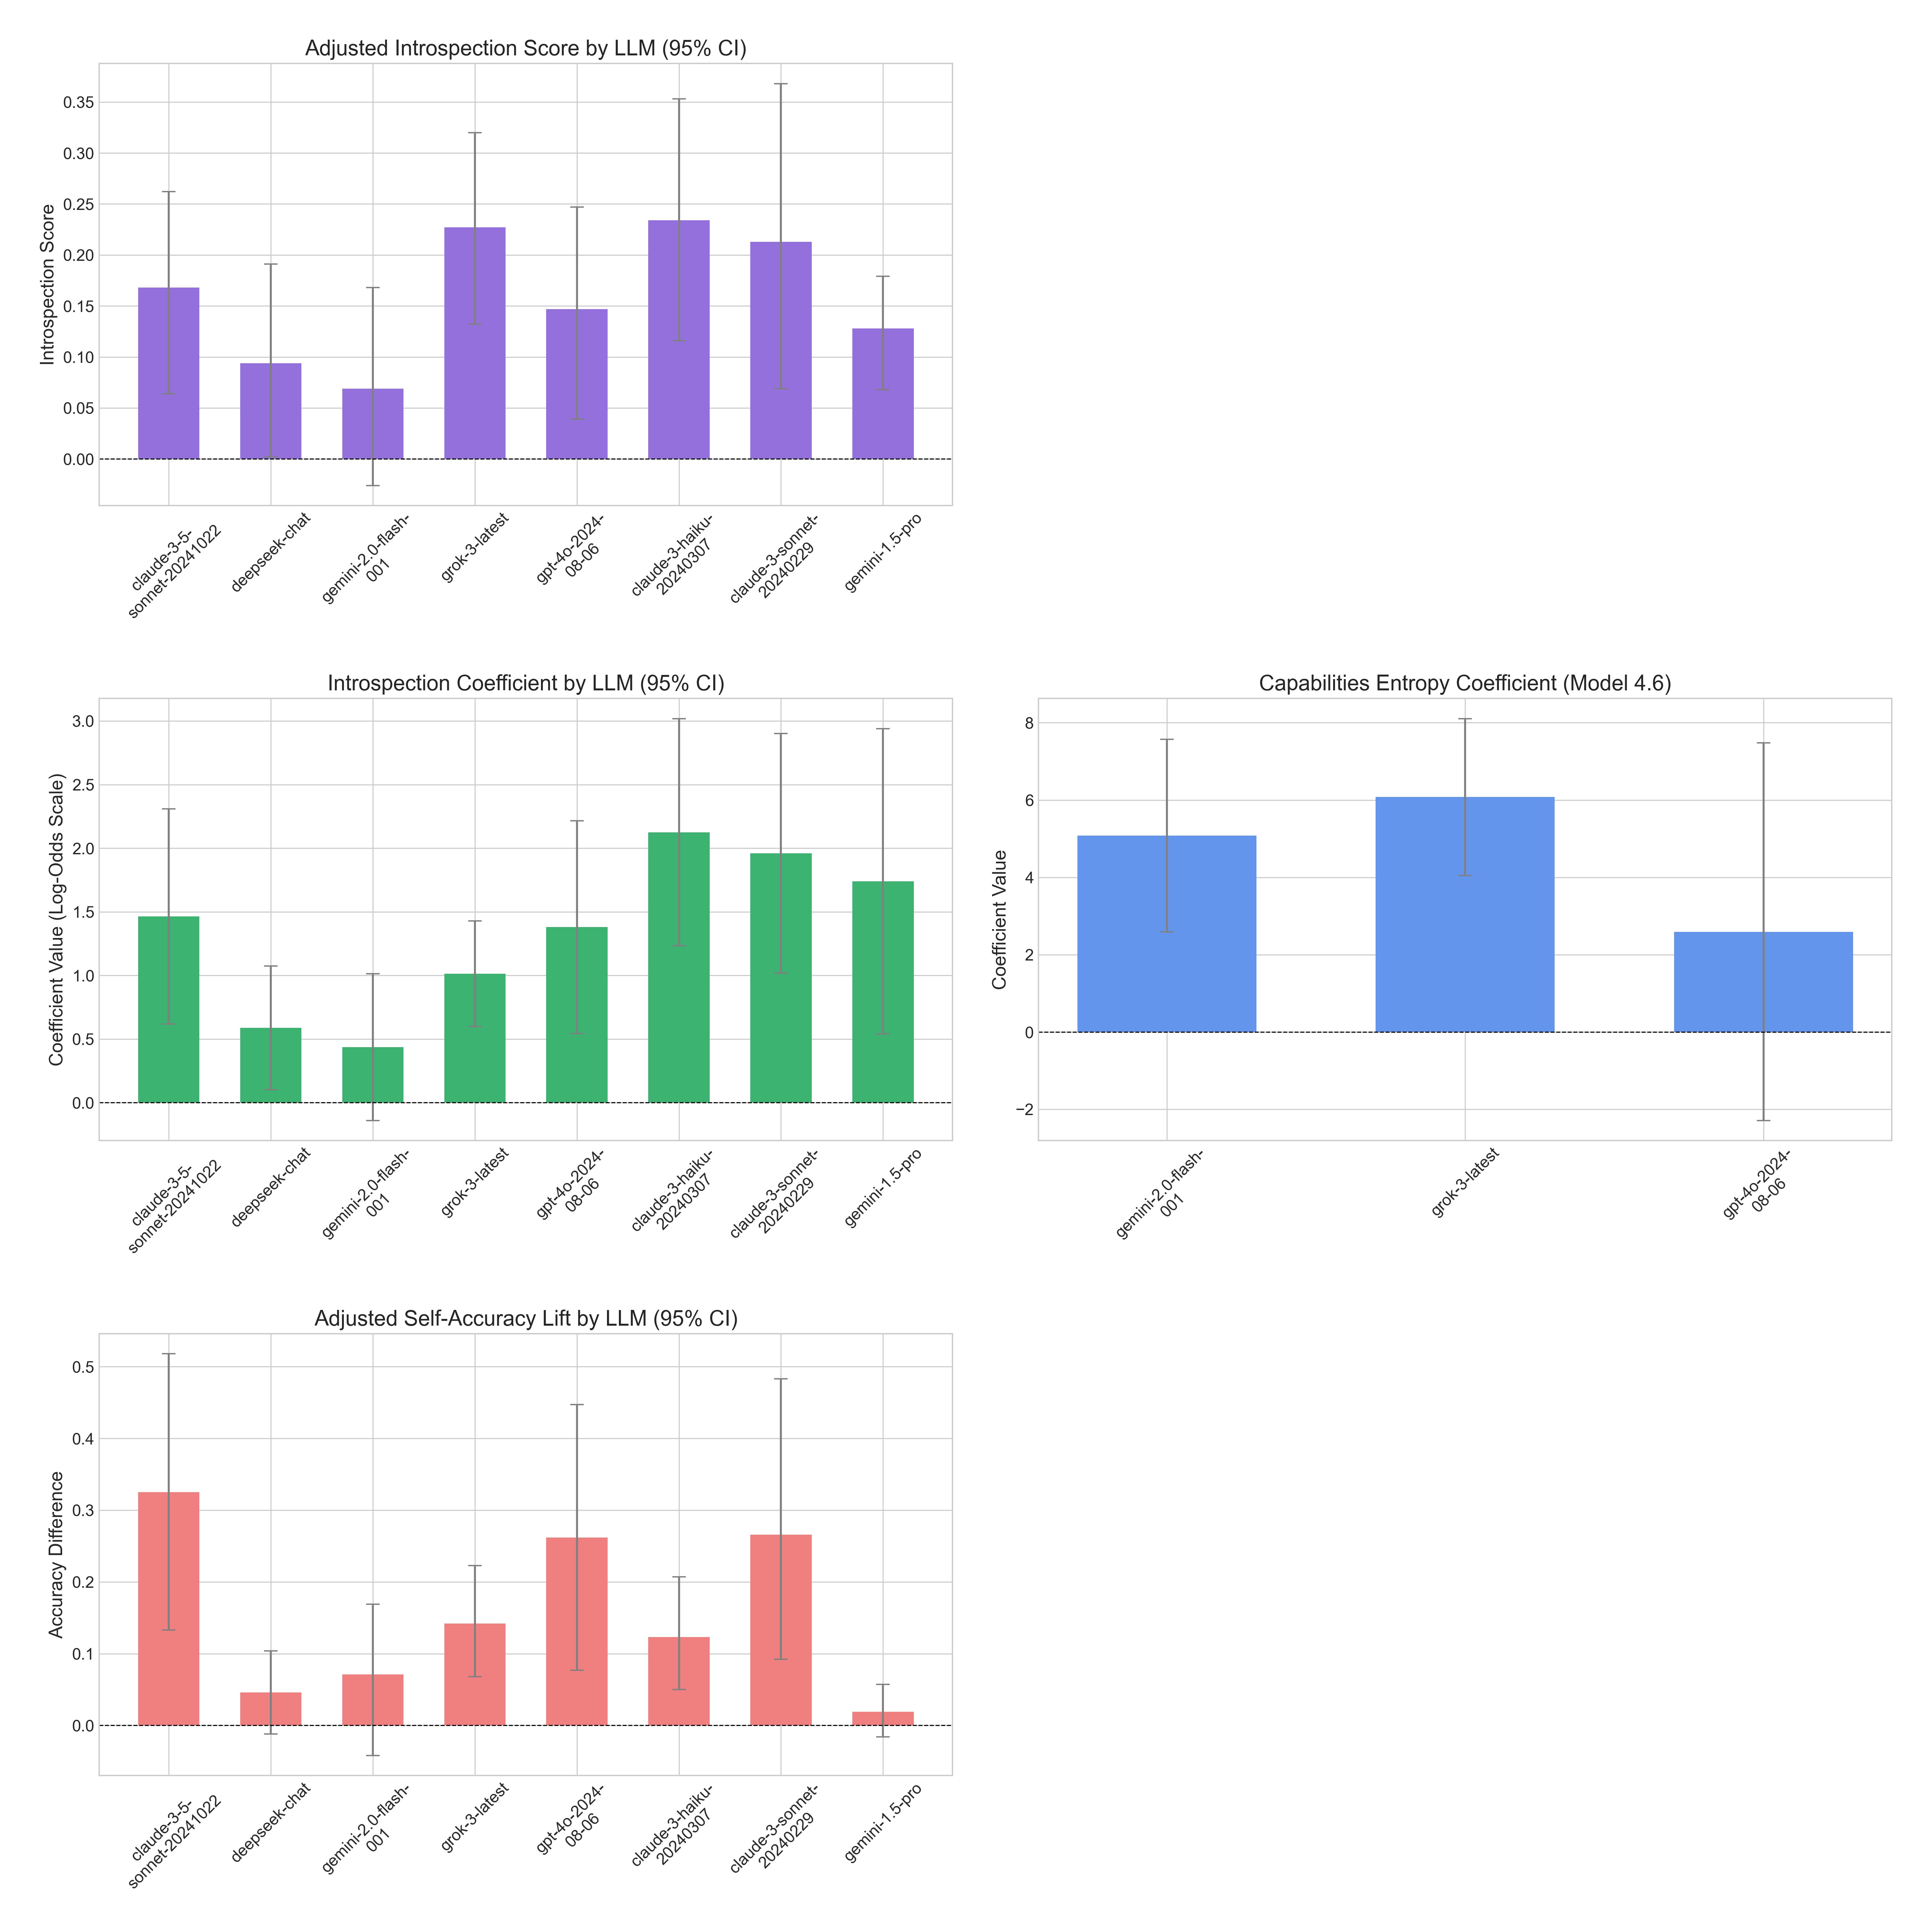 Adjusted Introspection Score by LLM (95% CI)
Introspection Score
0.35
0.30
0.25
0.20
0.15
0.10
0.05
0.00
claude-3-5-
sonnet-20241022
deepseek-chat
gemini-2.0-flash-
001
grok-3-latest
gpt-4o-2024-
08-06
claude-3-haiku-
20240307
claude-3-sonnet-
20240229
gemini-1.5-pro
Introspection Coefficient by LLM (95% CI)
Coefficient Value (Log-Odds Scale)
3.0
2.5
2.0
1.5
1.0
0.5
0.0
claude-3-5-
sonnet-20241022
deepseek-chat
gemini-2.0-flash-
001
grok-3-latest
gpt-4o-2024-
08-06
claude-3-haiku-
20240307
claude-3-sonnet-
20240229
gemini-1.5-pro
Capabilities Entropy Coefficient (Model 4.6)
Coefficient Value
8
6
4
2
0
−2
gemini-2.0-flash-
001
grok-3-latest
gpt-4o-2024-
08-06
Adjusted Self-Accuracy Lift by LLM (95% CI)
Accuracy Difference
0.5
0.4
0.3
0.2
0.1
0.0
claude-3-5-
sonnet-20241022
deepseek-chat
gemini-2.0-flash-
001
grok-3-latest
gpt-4o-2024-
08-06
claude-3-haiku-
20240307
claude-3-sonnet-
20240229
gemini-1.5-pro